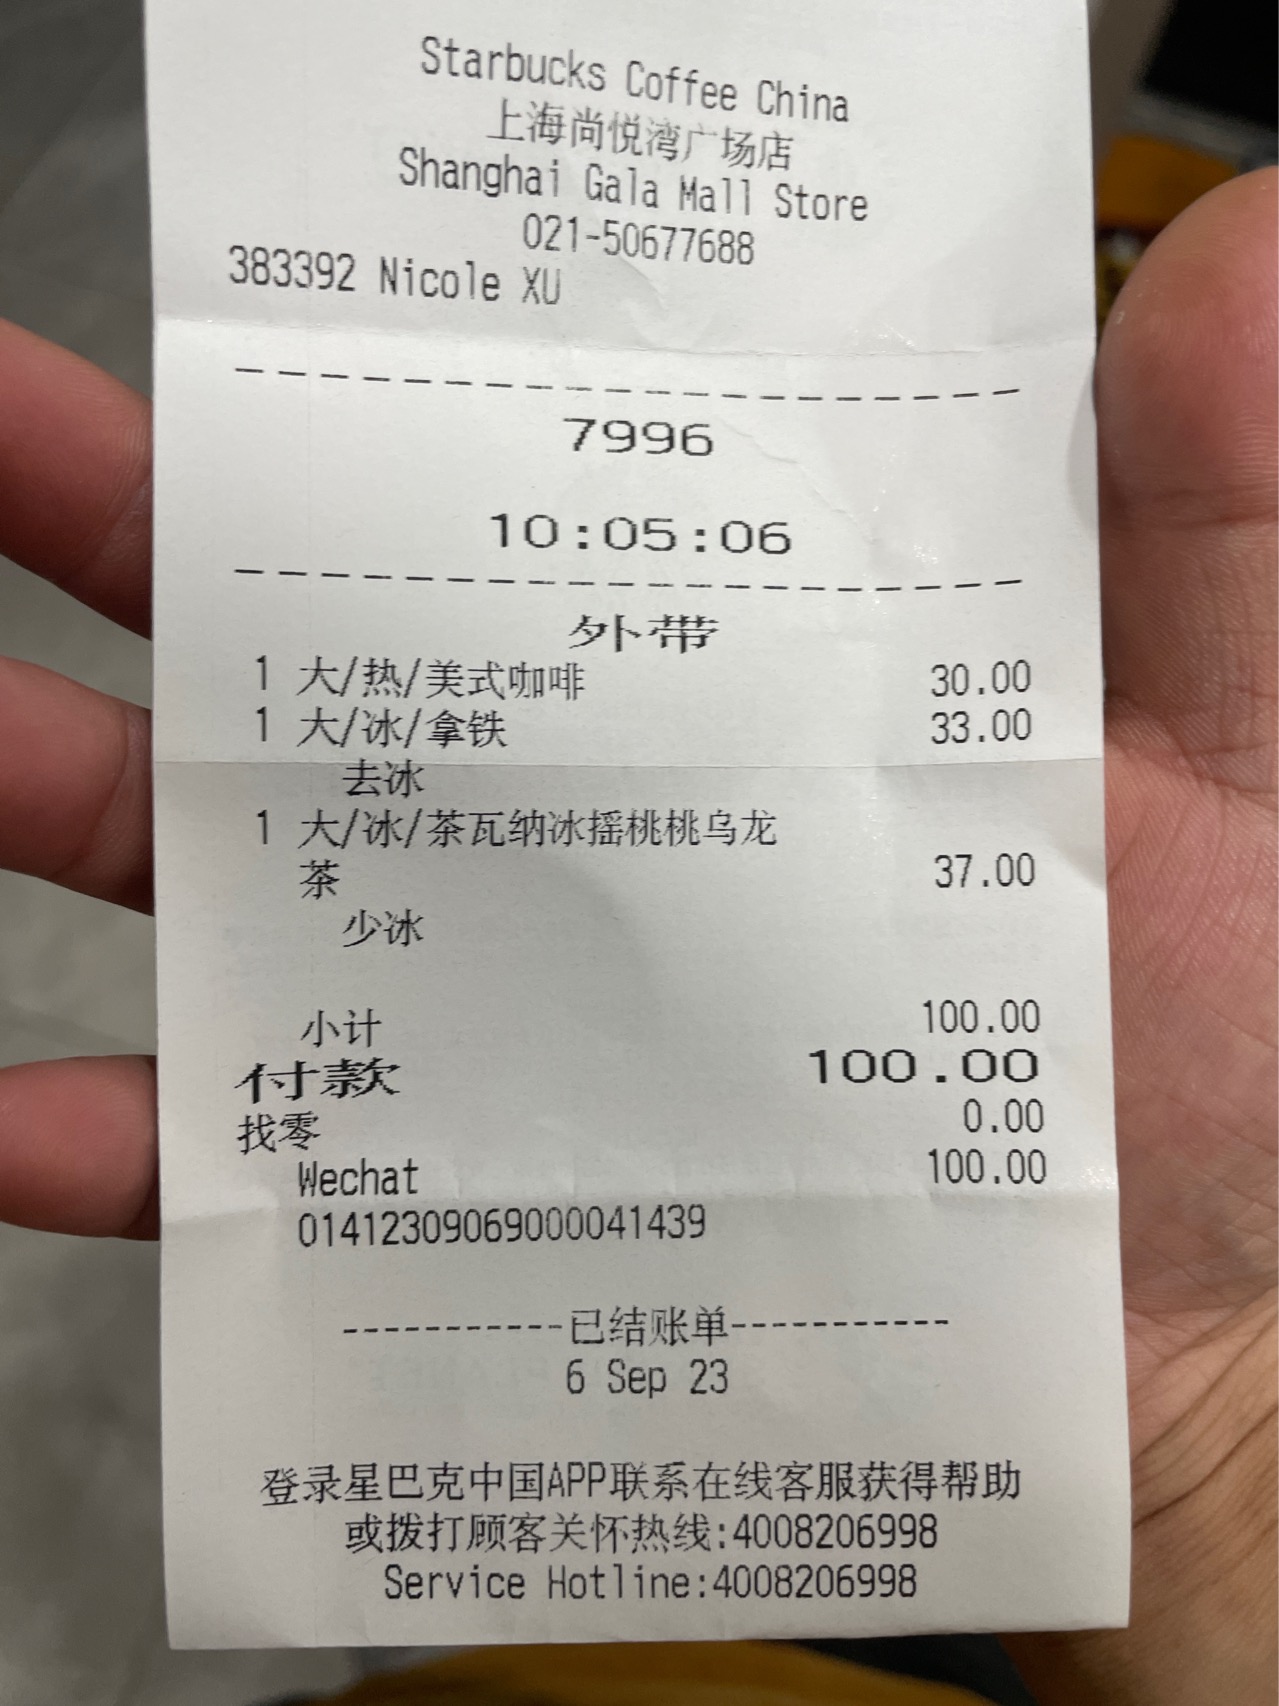 Starbucks Coffee China
上海尚悦湾广场店
Shanghai Gala Mall Store
021-50677688
383392 Nicole XU
7996
10:05:06
外带
1 大/热/美式咖啡 30.00
1 大/冰/拿铁 33.00
去冰
1 大/冰/茶瓦纳冰摇桃桃乌龙
茶 37.00
少冰
小计 100.00
付款 100.00
找零 0.00
Wechat 100.00
01412309069000041439
-----------已结账单-----------
6 Sep 23
登录星巴克中国APP联系在线客服获得帮助
或拨打顾客关怀热线:4008206998
Service Hotline:4008206998